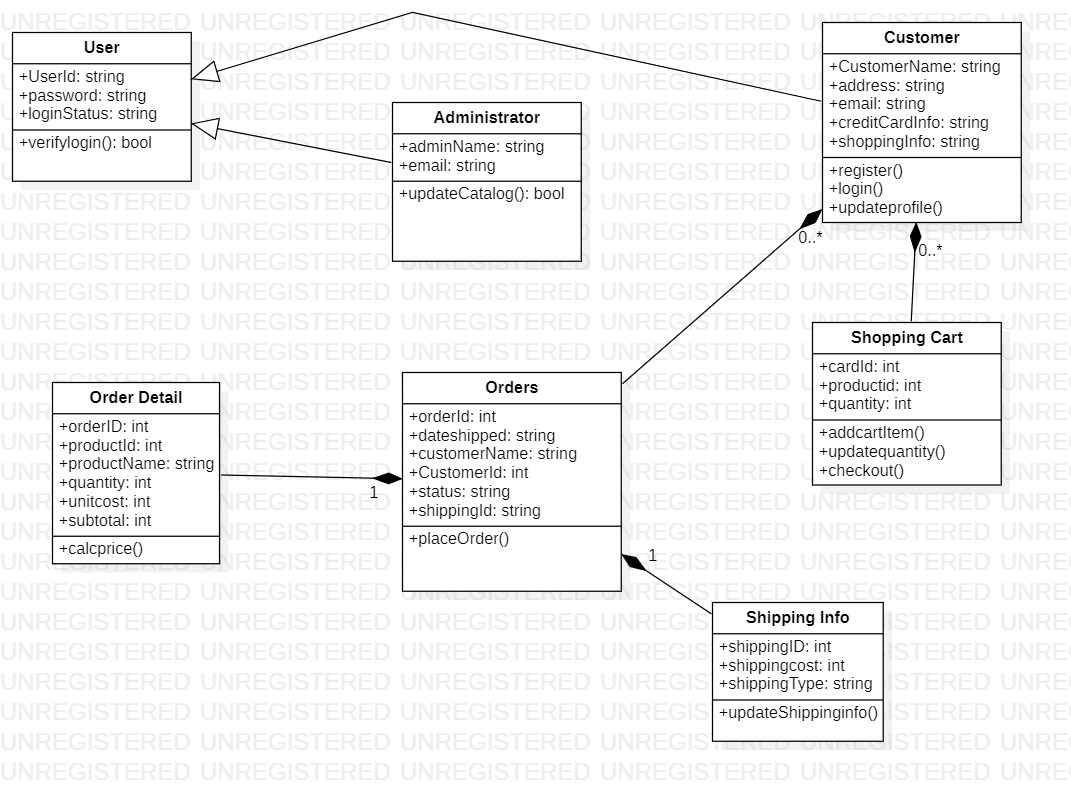 User
+UserId: string
+password: string
+loginStatus: string
+verifylogin(): bool
Administrator
+adminName: string
+email: string
+updateCatalog(): bool
Customer
+CustomerName: string
+address: string
+email: string
+creditCardInfo: string
+shoppingInfo: string
+register()
+login()
+updateprofile()
0..*
0..*
Shopping Cart
+cardId: int
+productid: int
+quantity: int
+addcartItem()
+updatequantity()
+checkout()
Order Detail
+orderID: int
+productId: int
+productName: string
+quantity: int
+unitcost: int
+subtotal: int
+calcprice()
1
Orders
+orderId: int
+dateshipped: string
+customerName: string
+CustomerId: int
+status: string
+shippingId: string
+placeOrder()
1
Shipping Info
+shippingID: int
+shippingcost: int
+shippingType: string
+updateShippinginfo()
UNREGISTERED